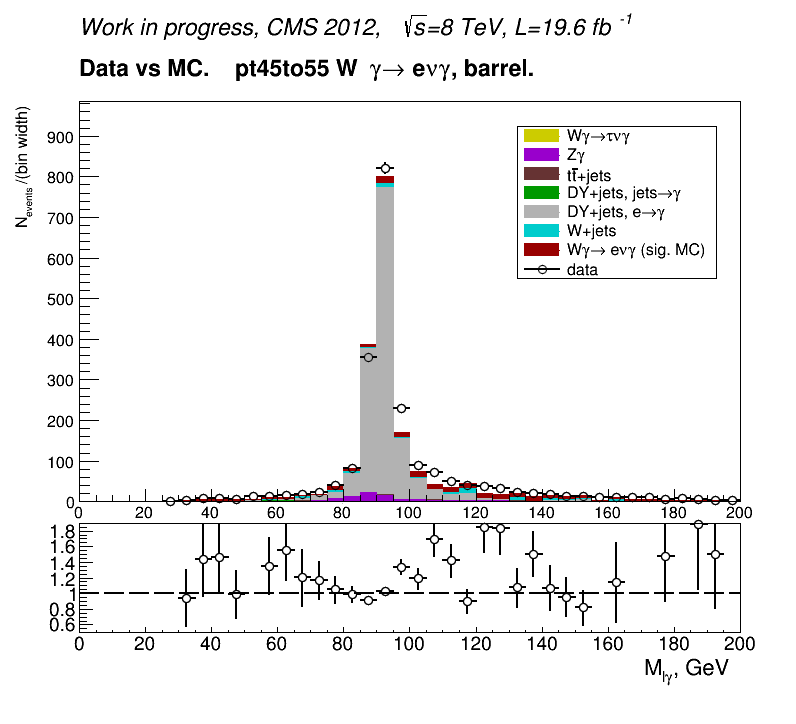 Work in progress, CMS 2012, √s=8 TeV, L=19.6 fb⁻¹
Data vs MC. pt45to55 W γ→ eνγ, barrel.
N_events /(bin width)
900
800
700
600
500
400
300
200
100
0
Wγ→τνγ
Zγ
tt̄+jets
DY+jets, jets→γ
DY+jets, e→γ
W+jets
Wγ→ eνγ (sig. MC)
data
0 20 40 60 80 100 120 140 160 180 200
1.8
1.6
1.4
1.2
1
0.8
0.6
0 20 40 60 80 100 120 140 160 180 200
M_lγ, GeV